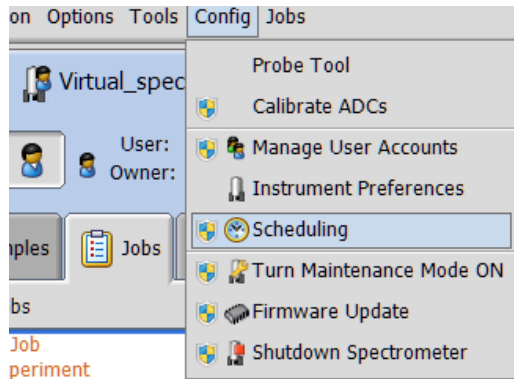 on Options Tools Config Jobs
Probe Tool
Virtual_spec
Calibrate ADCs
User:
Owner:
Manage User Accounts
Instrument Preferences
Scheduling
Jobs
Turn Maintenance Mode ON
bs
Firmware Update
Job
periment
Shutdown Spectrometer